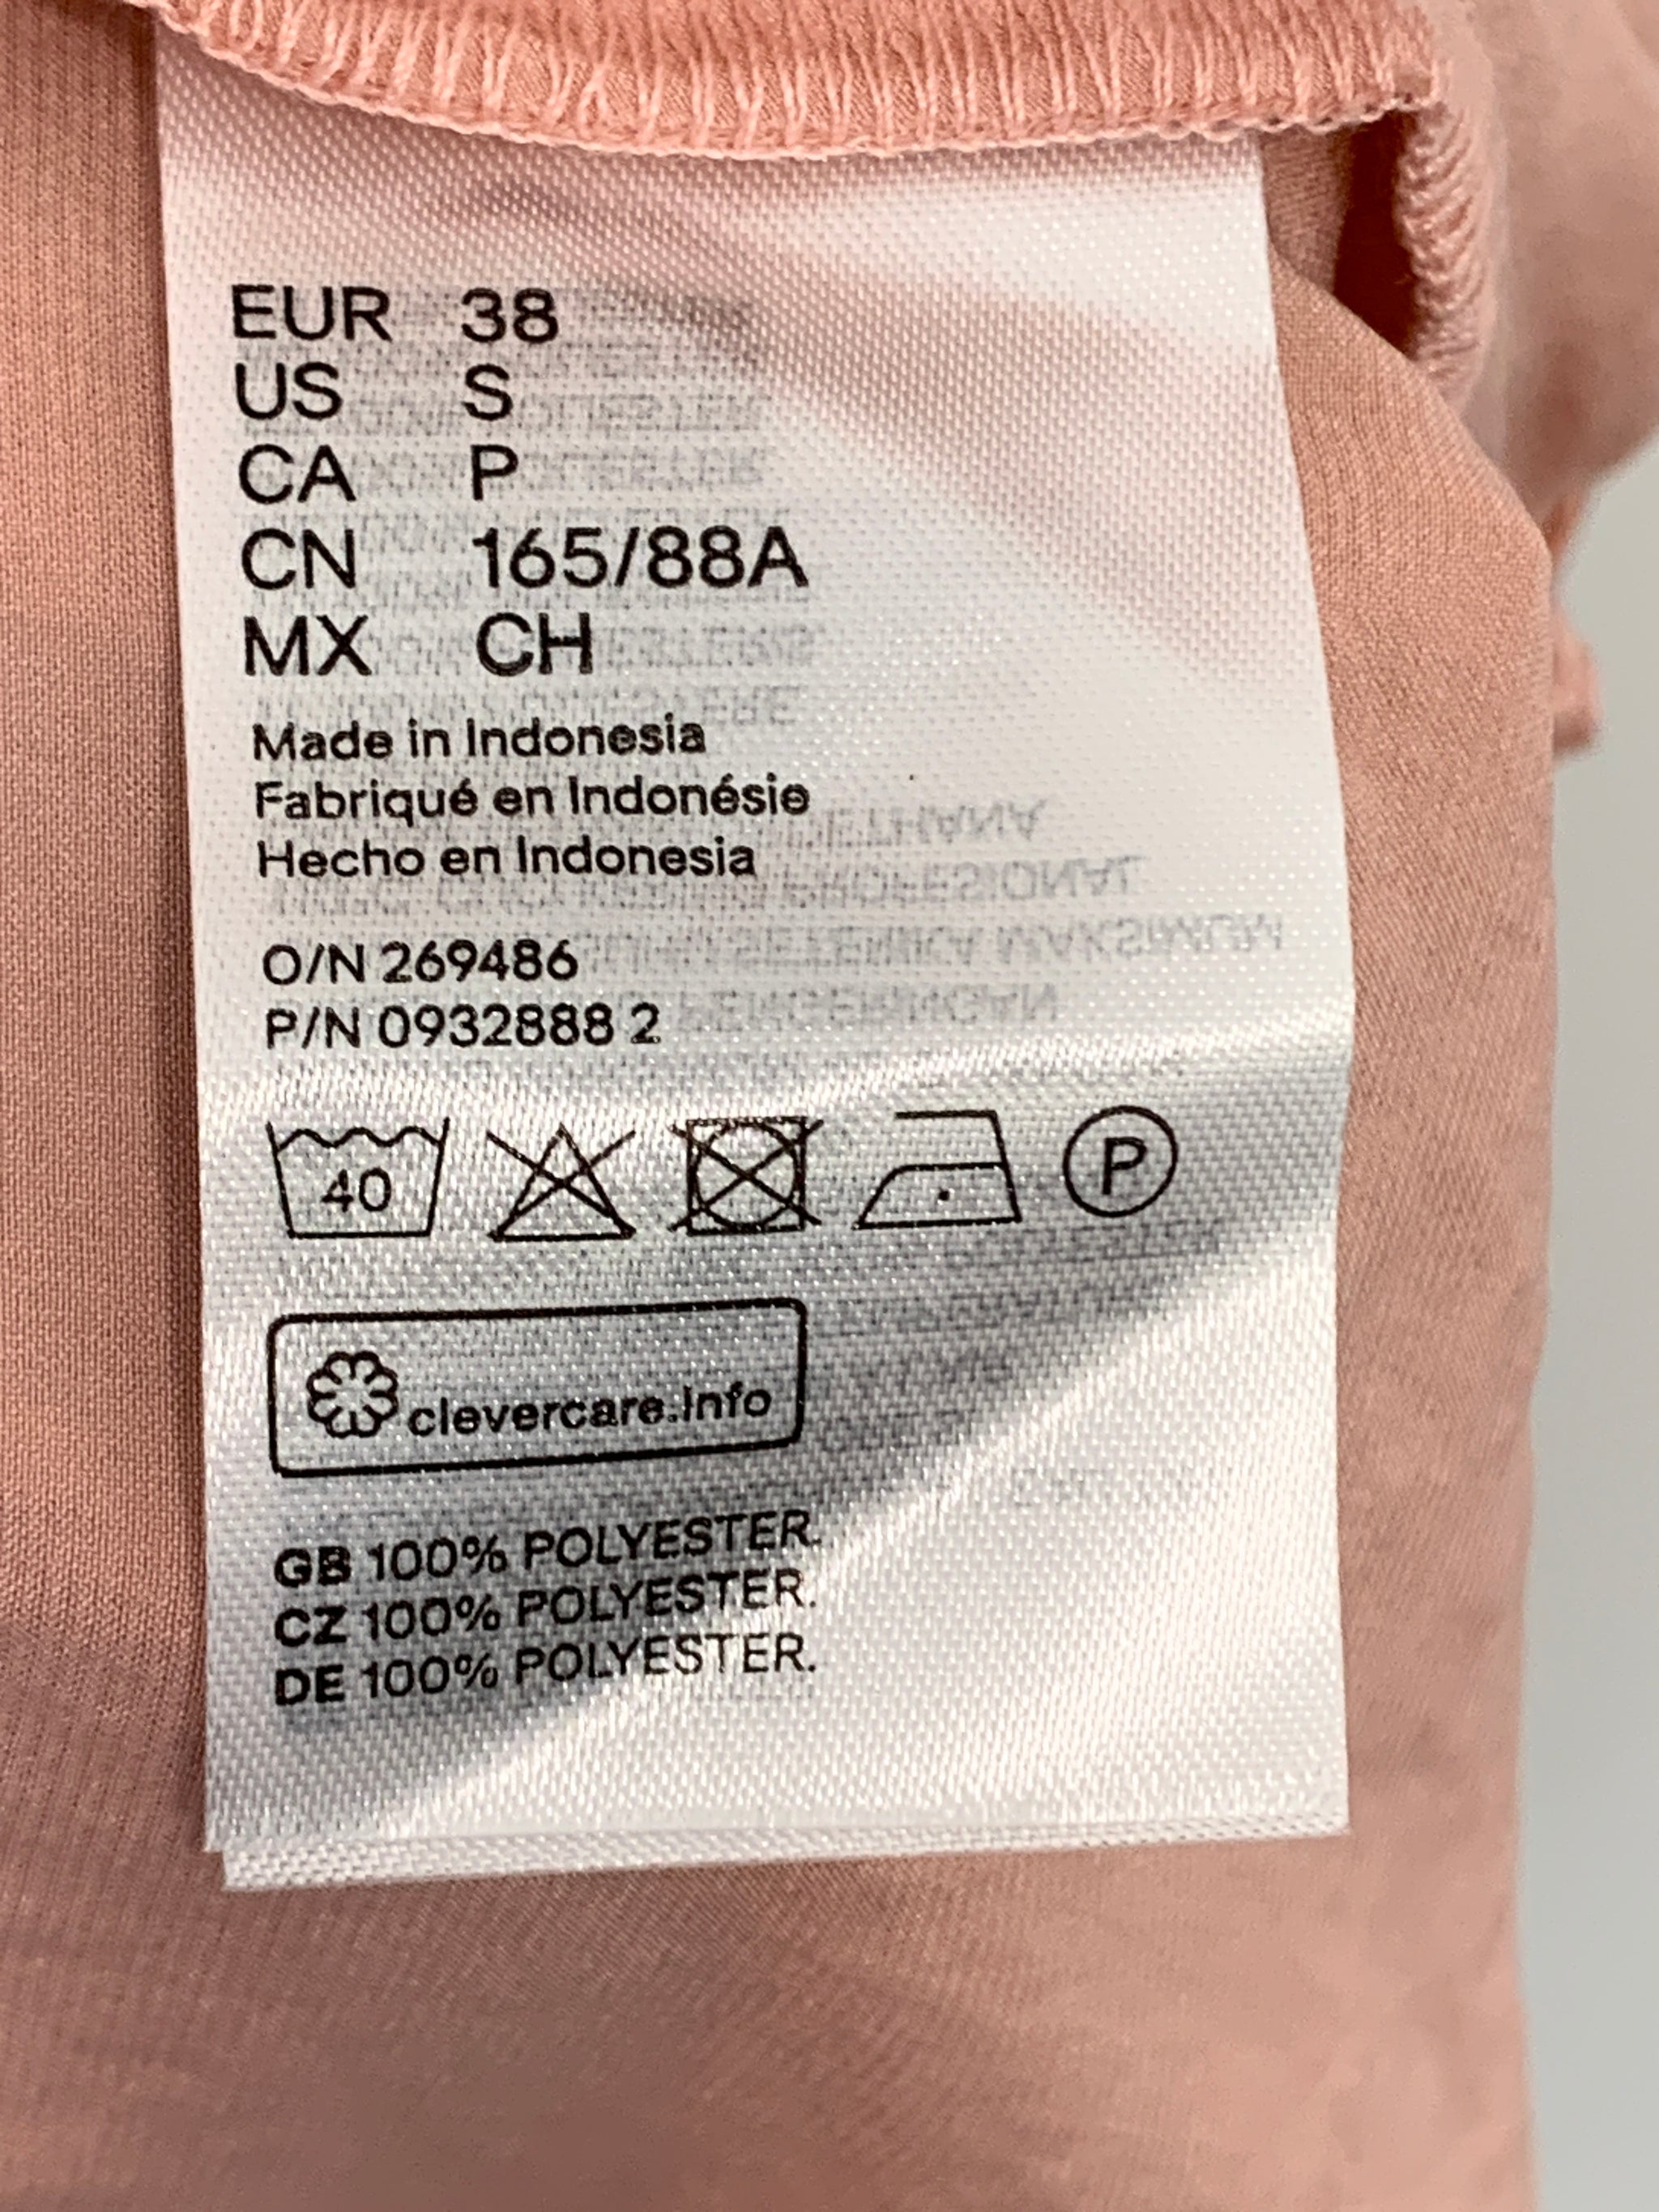 EUR 38
US S
CA P
CN 165/88A
MX CH
Made in Indonesia
Fabriqué en Indonésie
Hecho en Indonesia
O/N 269486
P/N 0932888 2
40
P
clevercare.info
GB 100% POLYESTER.
CZ 100% POLYESTER.
DE 100% POLYESTER.